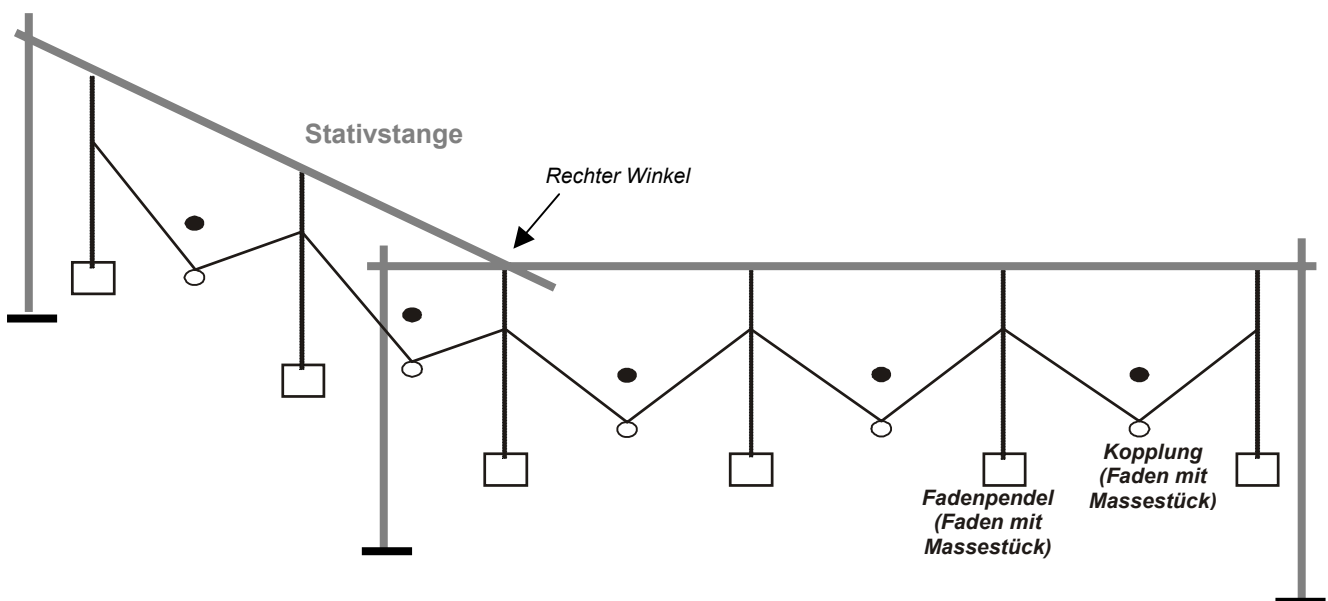 Stativstange
Rechter Winkel
Kopplung
(Faden mit
Massestück)
Fadenpendel
(Faden mit
Massestück)